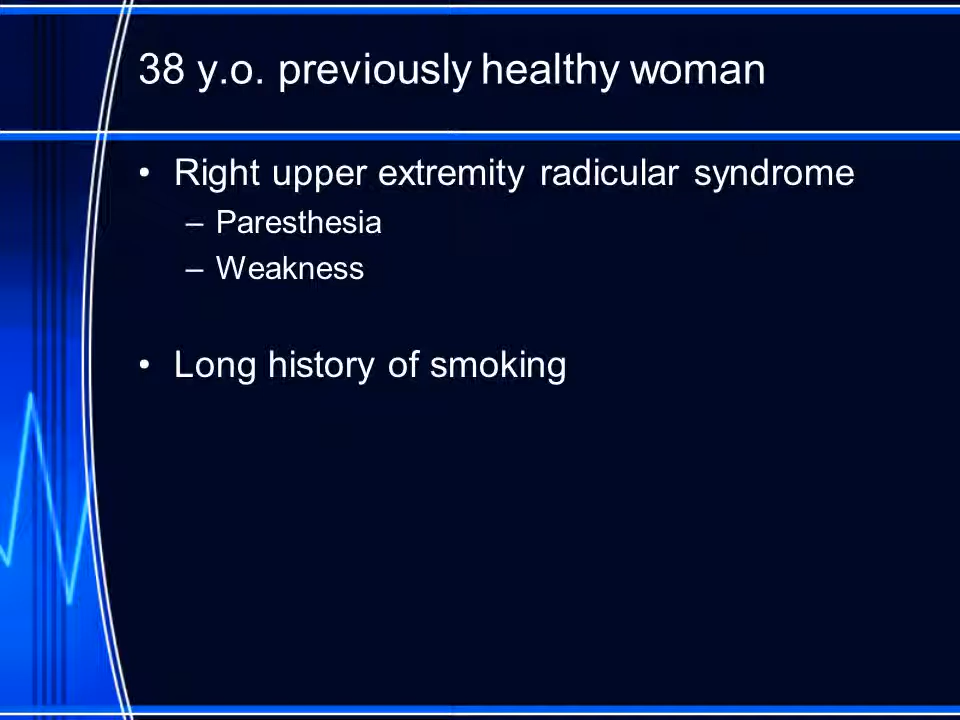 38 y.o. previously healthy woman
• Right upper extremity radicular syndrome
– Paresthesia
– Weakness
• Long history of smoking